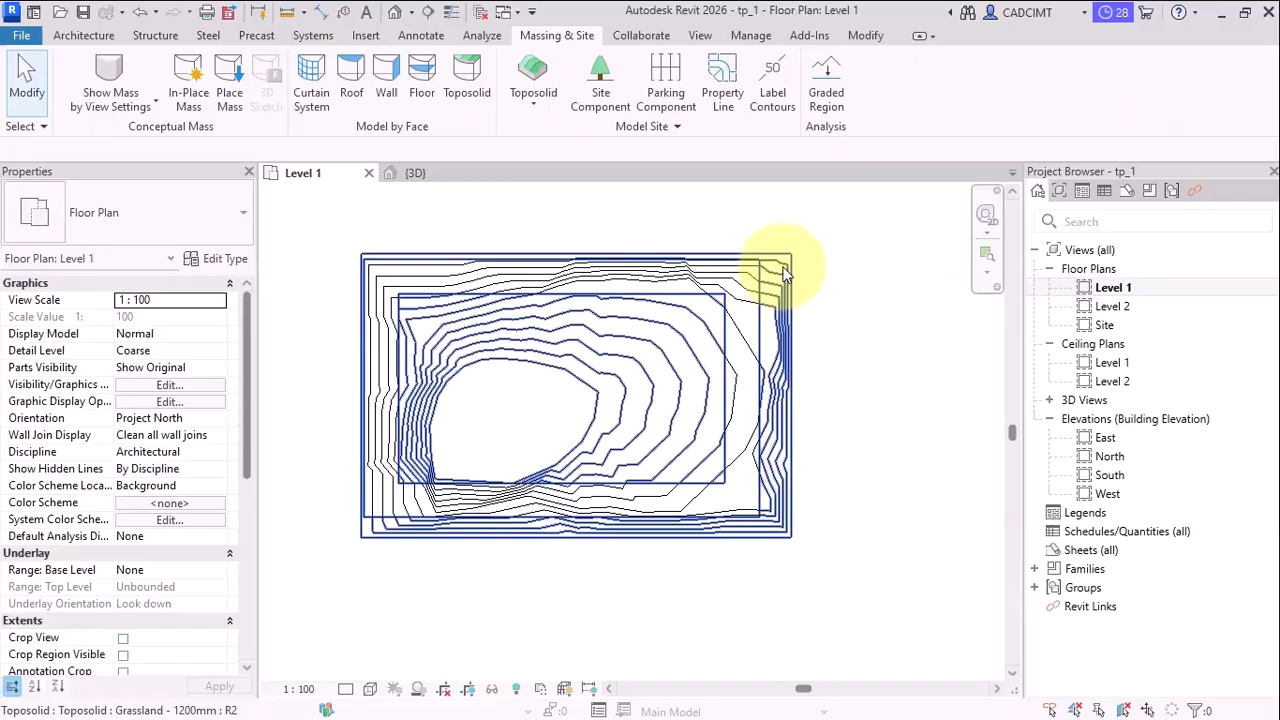 Autodesk Revit 2026 - tp_1 - Floor Plan: Level 1
CADCIMT
28
File
Architecture
Structure
Steel
Precast
Systems
Insert
Annotate
Analyze
Massing & Site
Collaborate
View
Manage
Add-Ins
Modify
Modify
Show Mass
by View Settings
In-Place
Mass
Place
Mass
3D
Sketch
Curtain
System
Roof
Wall
Floor
Toposolid
Toposolid
Site
Component
Parking
Component
Property
Line
50
Label
Contours
Graded
Region
Select
Conceptual Mass
Model by Face
Model Site
Analysis
Properties
Level 1
{3D}
Project Browser - tp_1
Floor Plan
Search
Floor Plan: Level 1
Edit Type
Graphics
View Scale 1 : 100
Scale Value 1: 100
Display Model Normal
Detail Level Coarse
Parts Visibility Show Original
Visibility/Graphics ... Edit...
Graphic Display Op... Edit...
Orientation Project North
Wall Join Display Clean all wall joins
Discipline Architectural
Show Hidden Lines By Discipline
Color Scheme Loca... Background
Color Scheme <none>
System Color Sche... Edit...
Default Analysis Di... None
Underlay
Range: Base Level None
Range: Top Level Unbounded
Underlay Orientation Look down
Extents
Crop View
Crop Region Visible
Annotation Crop
Apply
2D
Views (all)
Floor Plans
Level 1
Level 2
Site
Ceiling Plans
Level 1
Level 2
3D Views
Elevations (Building Elevation)
East
North
South
West
Legends
Schedules/Quantities (all)
Sheets (all)
Families
Groups
Revit Links
1 : 100
Toposolid : Toposolid : Grassland - 1200mm : R2
:0
Main Model
:0